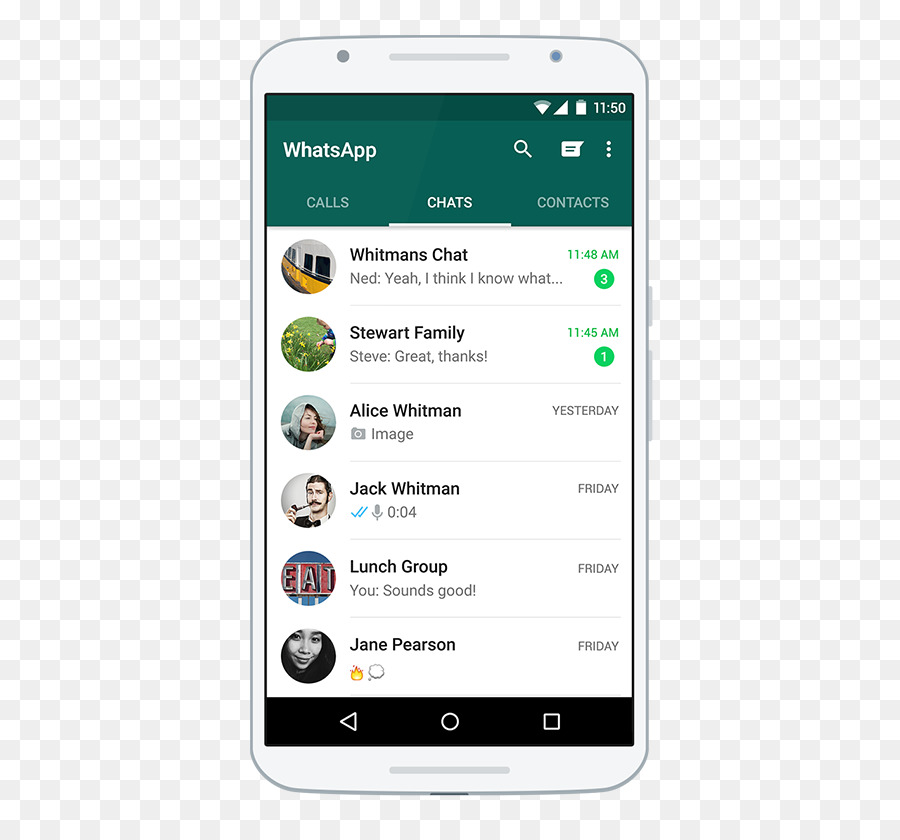 11:50
WhatsApp
CALLS CHATS CONTACTS
Whitmans Chat 11:48 AM
Ned: Yeah, I think I know what... 3
Stewart Family 11:45 AM
Steve: Great, thanks! 1
Alice Whitman YESTERDAY
Image
Jack Whitman FRIDAY
0:04
EAT
Lunch Group FRIDAY
You: Sounds good!
Jane Pearson FRIDAY
🔥💭